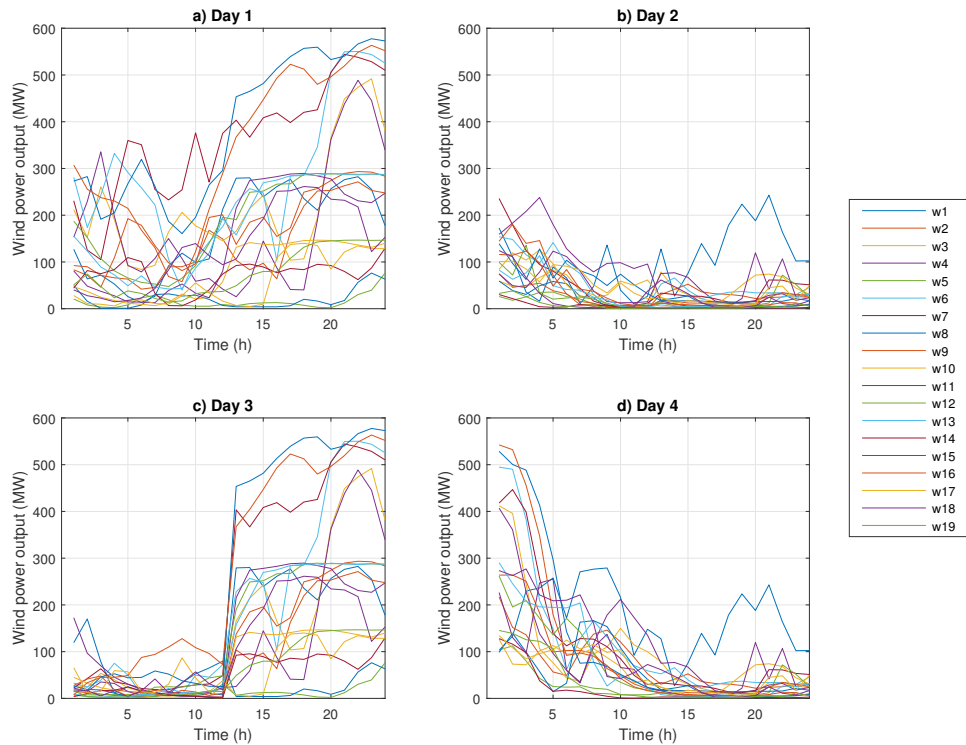 a) Day 1
600
500
400
300
200
100
0
5
10
15
20
Time (h)
Wind power output (MW)
b) Day 2
600
500
400
300
200
100
0
5
10
15
20
Time (h)
Wind power output (MW)
c) Day 3
600
500
400
300
200
100
0
5
10
15
20
Time (h)
Wind power output (MW)
d) Day 4
600
500
400
300
200
100
0
5
10
15
20
Time (h)
Wind power output (MW)
w1
w2
w3
w4
w5
w6
w7
w8
w9
w10
w11
w12
w13
w14
w15
w16
w17
w18
w19